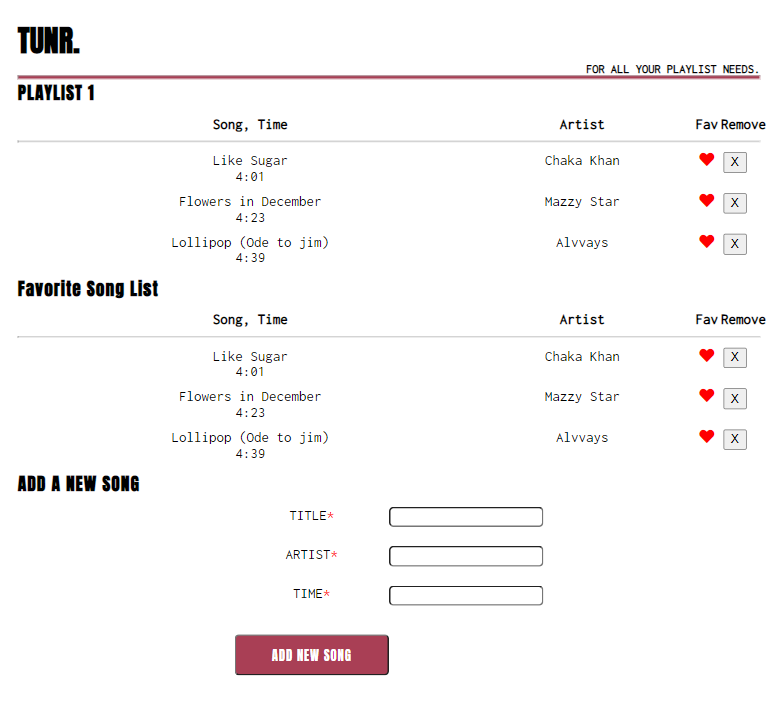 TUNR.
FOR ALL YOUR PLAYLIST NEEDS.
PLAYLIST 1
Song, Time Artist Fav Remove
Like Sugar Chaka Khan X
4:01
Flowers in December Mazzy Star X
4:23
Lollipop (Ode to jim) Alvvays X
4:39
Favorite Song List
Song, Time Artist Fav Remove
Like Sugar Chaka Khan X
4:01
Flowers in December Mazzy Star X
4:23
Lollipop (Ode to jim) Alvvays X
4:39
ADD A NEW SONG
TITLE*
ARTIST*
TIME*
ADD NEW SONG